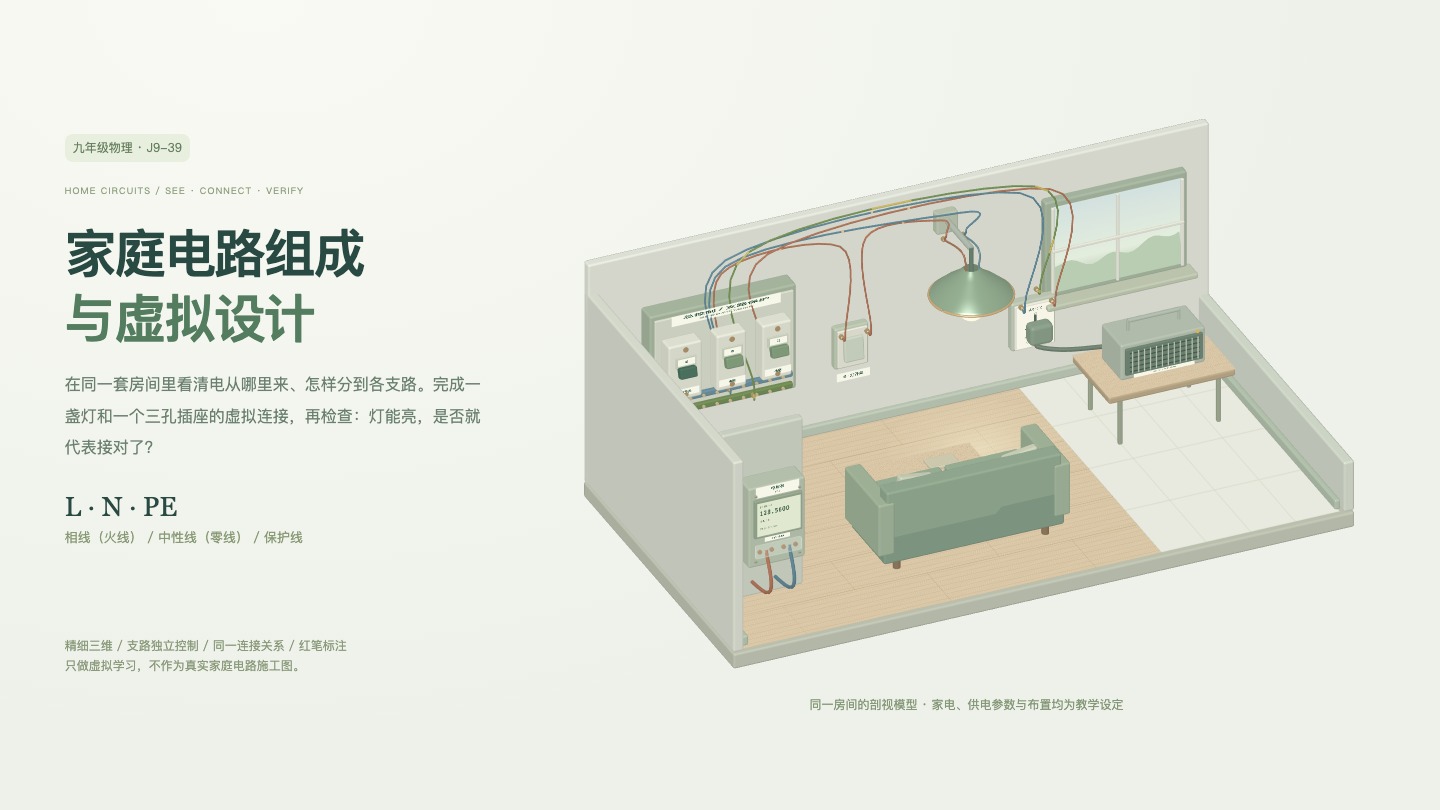 九年级物理 · J9–39
HOME CIRCUITS / SEE · CONNECT · VERIFY
家庭电路组成
与虚拟设计
在同一套房间里看清电从哪里来、怎样分到各支路。完成一
盏灯和一个三孔插座的虚拟连接，再检查：灯能亮，是否就
代表接对了？
L · N · PE
相线（火线） / 中性线（零线） / 保护线
精细三维 / 支路独立控制 / 同一连接关系 / 红笔标注
只做虚拟学习，不作为真实家庭电路施工图。
同一房间的剖视模型 · 家电、供电参数与布置均为教学设定